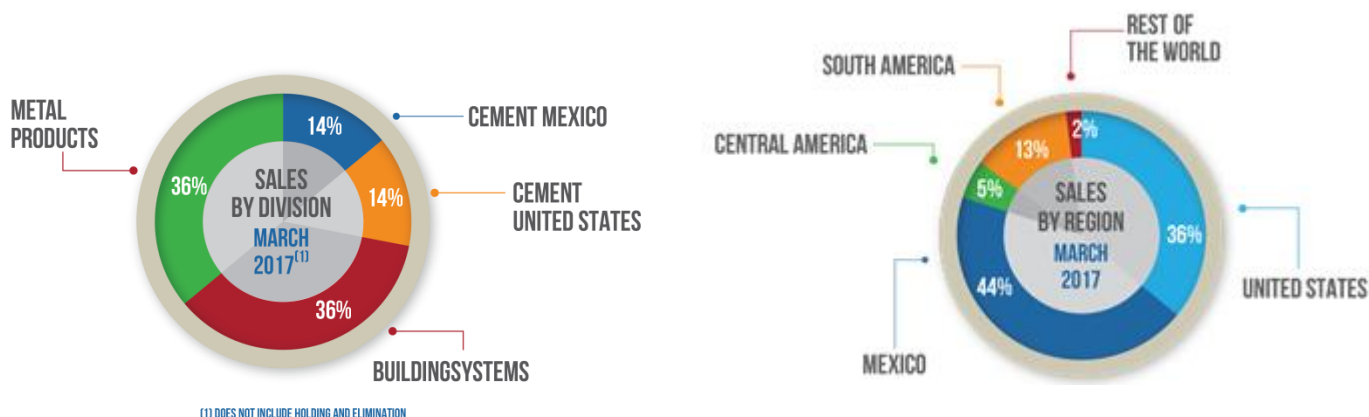 METAL
PRODUCTS
14%
CEMENT MEXICO
36%
SALES
BY DIVISION
MARCH
2017(1)
14%
CEMENT
UNITED STATES
36%
BUILDINGSYSTEMS
(1) DOES NOT INCLUDE HOLDING AND ELIMINATION
REST OF
THE WORLD
SOUTH AMERICA
CENTRAL AMERICA
2%
13%
5%
SALES
BY REGION
MARCH
2017
36%
44%
UNITED STATES
MEXICO